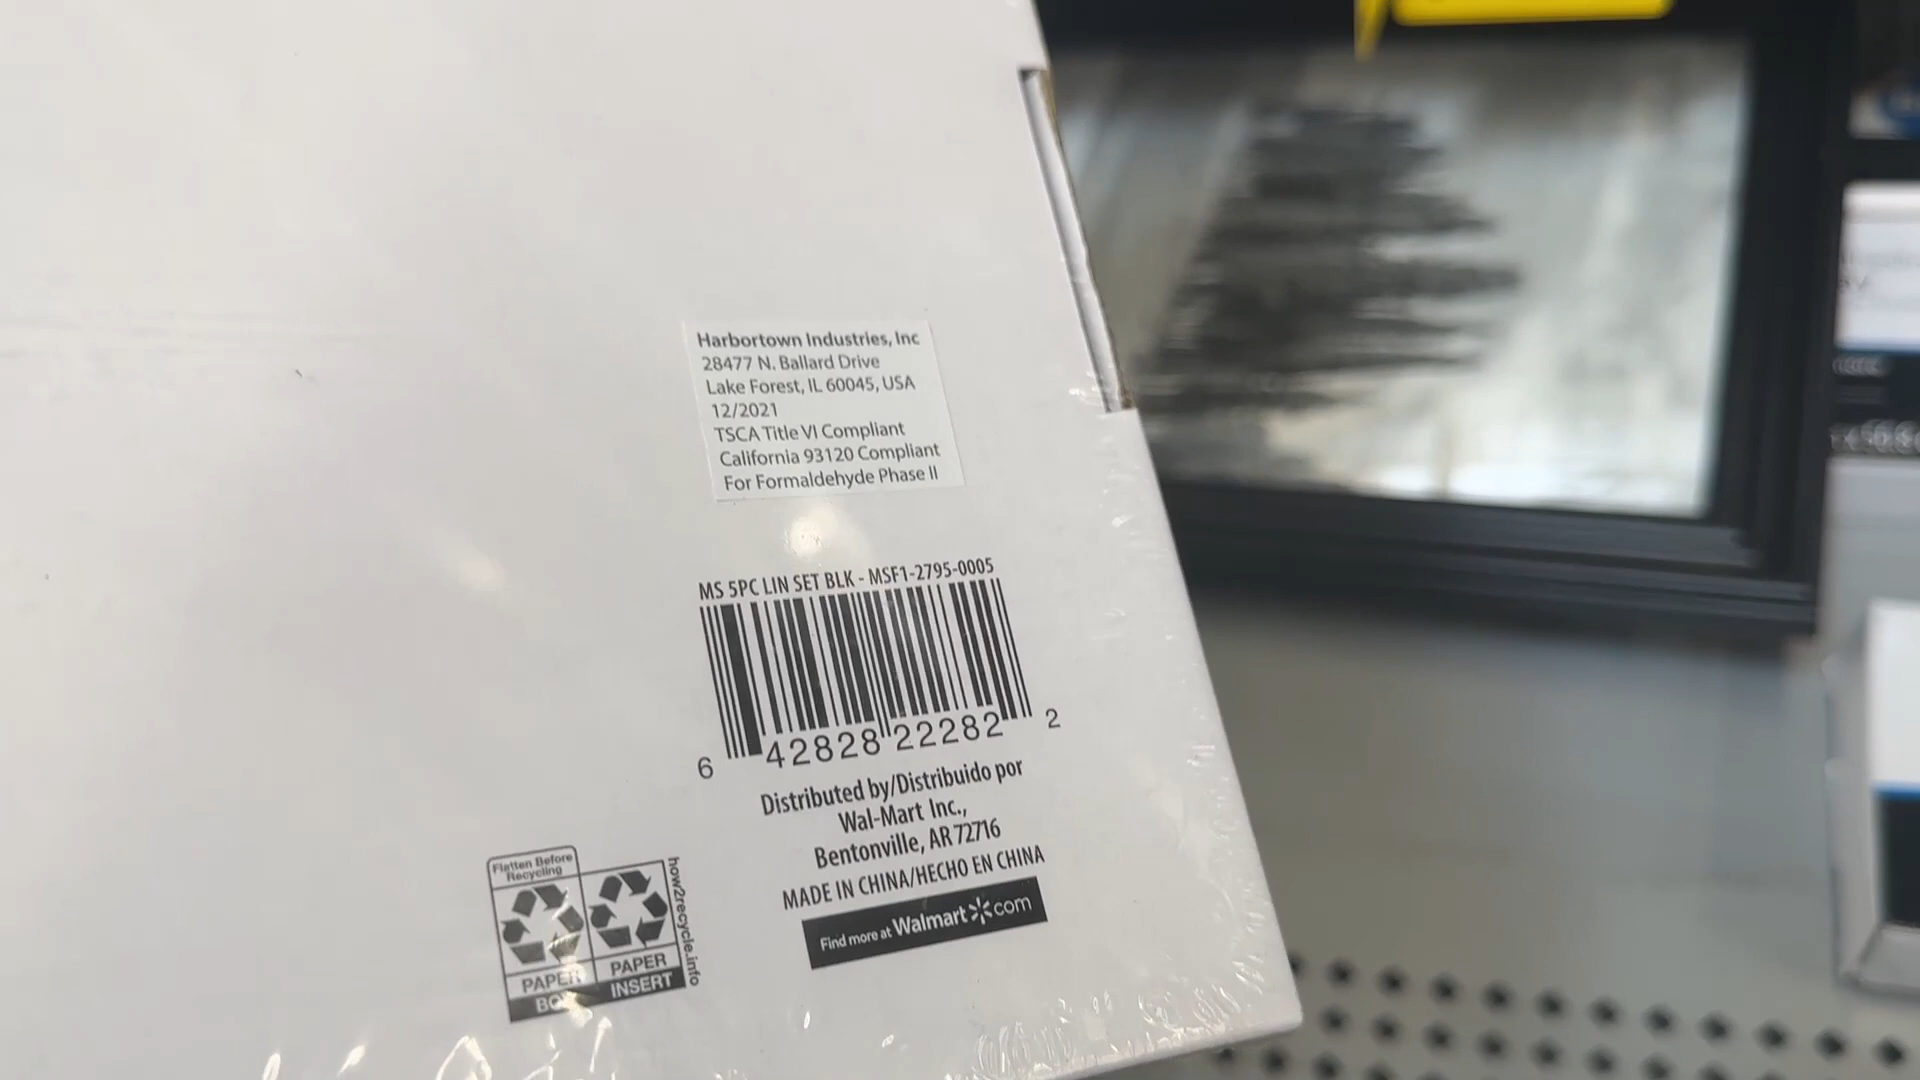 Harbortown Industries, Inc
28477 N. Ballard Drive
Lake Forest, IL 60045, USA
12/2021
TSCA Title VI Compliant
California 93120 Compliant
For Formaldehyde Phase II
MS 5PC LIN SET BLK - MSF1-2795-0005
6 42828 22282 2
Distributed by/Distribuido por
Wal-Mart Inc.,
Bentonville, AR 72716
MADE IN CHINA/HECHO EN CHINA
Find more at Walmart com
Flatten Before
Recycling
PAPER
BOX
PAPER
INSERT
how2recycle.info